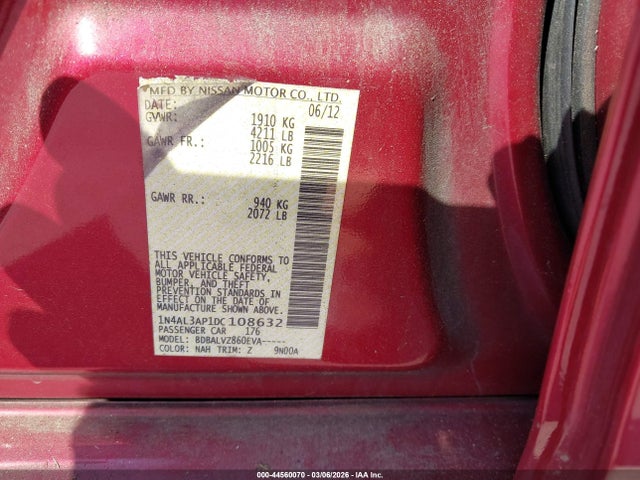 MFD BY NISSAN MOTOR CO., LTD.
DATE: 06/12
GVWR: 1910 KG
4211 LB
GAWR FR.: 1005 KG
2216 LB
GAWR RR.: 940 KG
2072 LB
THIS VEHICLE CONFORMS TO
ALL APPLICABLE FEDERAL
MOTOR VEHICLE SAFETY,
BUMPER, AND THEFT
PREVENTION STANDARDS IN
EFFECT ON THE DATE OF
MANUFACTURE SHOWN ABOVE.
1N4AL3AP1DC108632
PASSENGER CAR 176
MODEL: BDBALVZ860EVA-----
COLOR: NAH TRIM: Z 9N00A
000-44560070 - 03/06/2026 - IAA Inc.